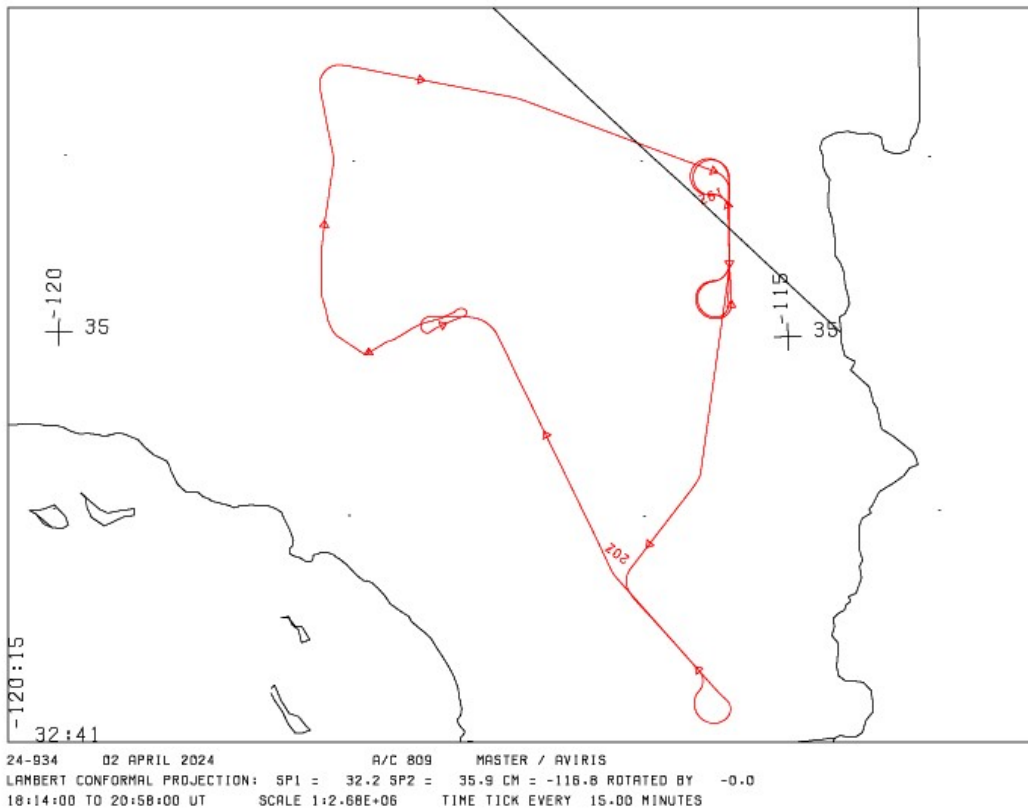 19Z
-120
35
-115
35
20Z
-120:15
32:41
24-934 02 APRIL 2024 A/C 809 MASTER / AVIRIS
LAMBERT CONFORMAL PROJECTION: SP1 = 32.2 SP2 = 35.9 CM = -116.8 ROTATED BY -0.0
18:14:00 TO 20:58:00 UT SCALE 1:2.68E+06 TIME TICK EVERY 15.00 MINUTES